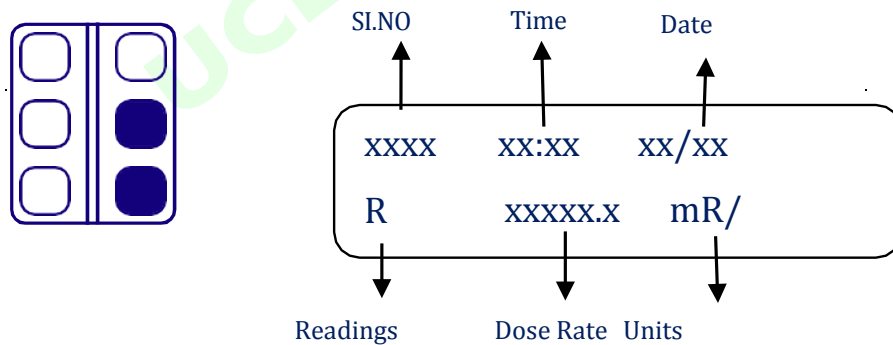 SI.NO Time Date
xxxx xx:xx xx/xx
R xxxxx.x mR/
Readings Dose Rate Units